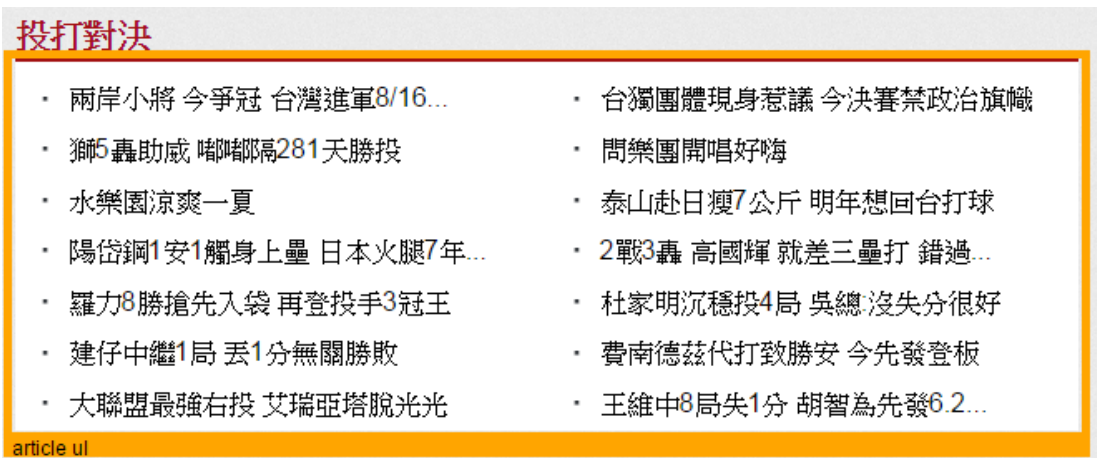 投打對決
· 兩岸小將 今爭冠 台灣進軍8/16...
· 台獨團體現身惹議 今決賽禁政治旗幟
· 獅5轟助威 嘟嘟隔281天勝投
· 問樂團開唱好嗨
· 水樂園涼爽一夏
· 泰山赴日瘦7公斤 明年想回台打球
· 陽岱鋼1安1觸身上壘 日本火腿7年...
· 2戰3轟 高國輝 就差三壘打 錯過...
· 羅力8勝搶先入袋 再登投手3冠王
· 杜家明沉穩投4局 吳總:沒失分很好
· 建仔中繼1局 丟1分無關勝敗
· 費南德茲代打致勝安 今先發登板
· 大聯盟最強右投 艾瑞亞塔脫光光
· 王維中8局失1分 胡智為先發6.2...
article ul